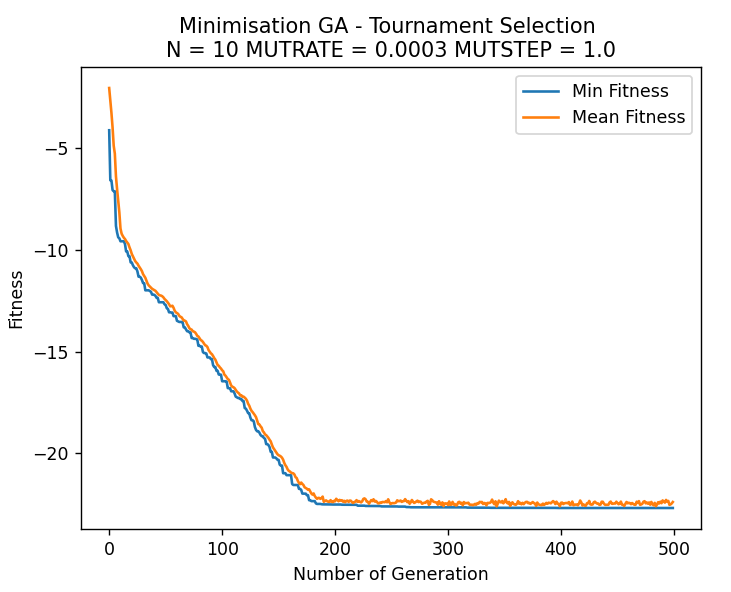 Minimisation GA - Tournament Selection
N = 10 MUTRATE = 0.0003 MUTSTEP = 1.0
Min Fitness
Mean Fitness
Fitness
−5
−10
−15
−20
0 100 200 300 400 500
Number of Generation